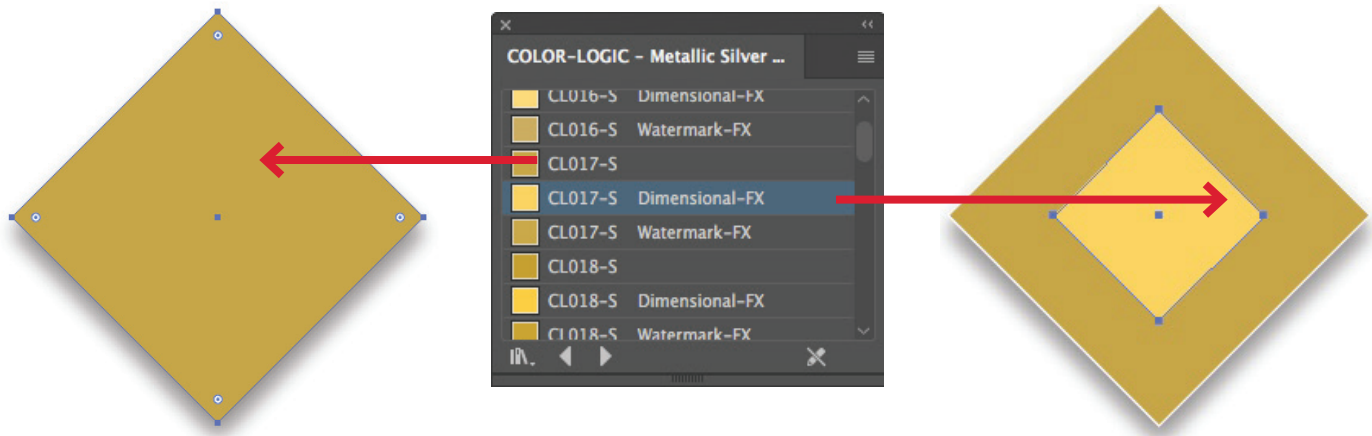 COLOR-LOGIC - Metallic Silver ...
CL016-S Dimensional-FX
CL016-S Watermark-FX
CL017-S
CL017-S Dimensional-FX
CL017-S Watermark-FX
CL018-S
CL018-S Dimensional-FX
CL018-S Watermark-FX